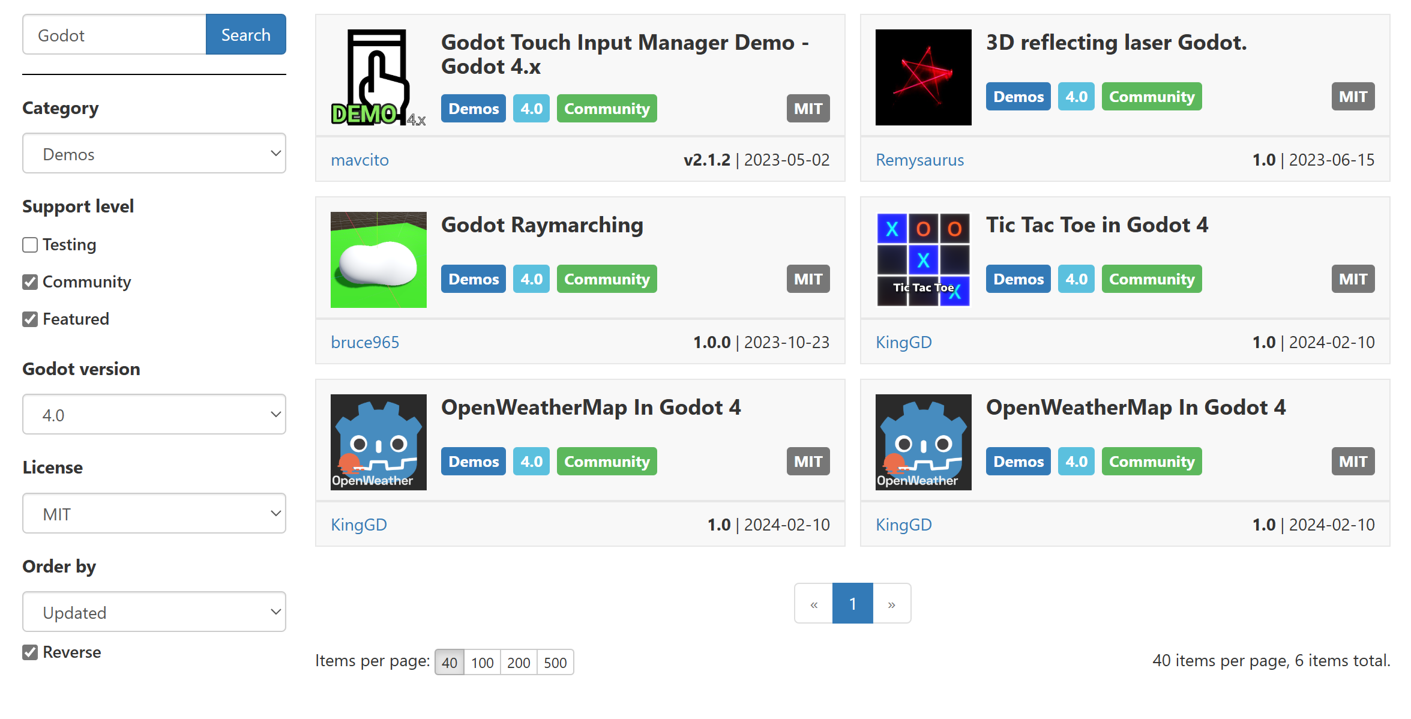 Godot
Search
Category
Demos
Support level
Testing
Community
Featured
Godot version
4.0
License
MIT
Order by
Updated
Reverse
DEMO 4.x
Godot Touch Input Manager Demo -
Godot 4.x
Demos 4.0 Community MIT
mavcito v2.1.2 | 2023-05-02
3D reflecting laser Godot.
Demos 4.0 Community MIT
Remysaurus 1.0 | 2023-06-15
Godot Raymarching
Demos 4.0 Community MIT
bruce965 1.0.0 | 2023-10-23
X O O
X
Tic Tac Toe X
Tic Tac Toe in Godot 4
Demos 4.0 Community MIT
KingGD 1.0 | 2024-02-10
OpenWeather
OpenWeatherMap In Godot 4
Demos 4.0 Community MIT
KingGD 1.0 | 2024-02-10
OpenWeather
OpenWeatherMap In Godot 4
Demos 4.0 Community MIT
KingGD 1.0 | 2024-02-10
« 1 »
Items per page: 40 100 200 500
40 items per page, 6 items total.